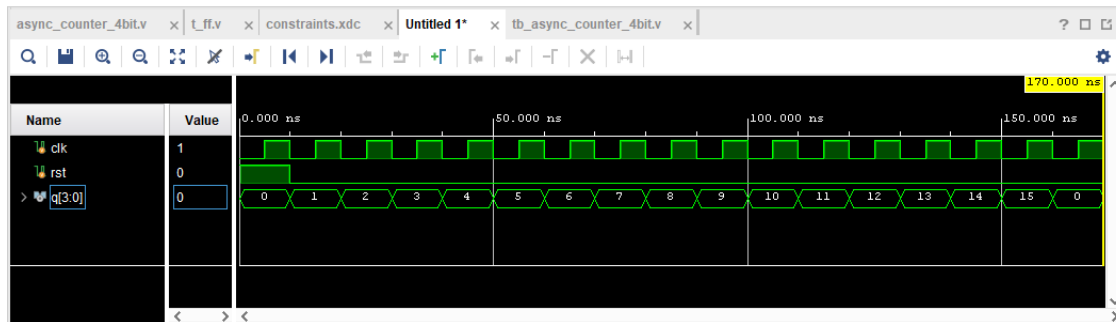 async_counter_4bit.v × t_ff.v × constraints.xdc × Untitled 1* × tb_async_counter_4bit.v ×
170.000 ns
Name Value 0.000 ns 50.000 ns 100.000 ns 150.000 ns
clk 1
rst 0
q[3:0] 0 0 1 2 3 4 5 6 7 8 9 10 11 12 13 14 15 0